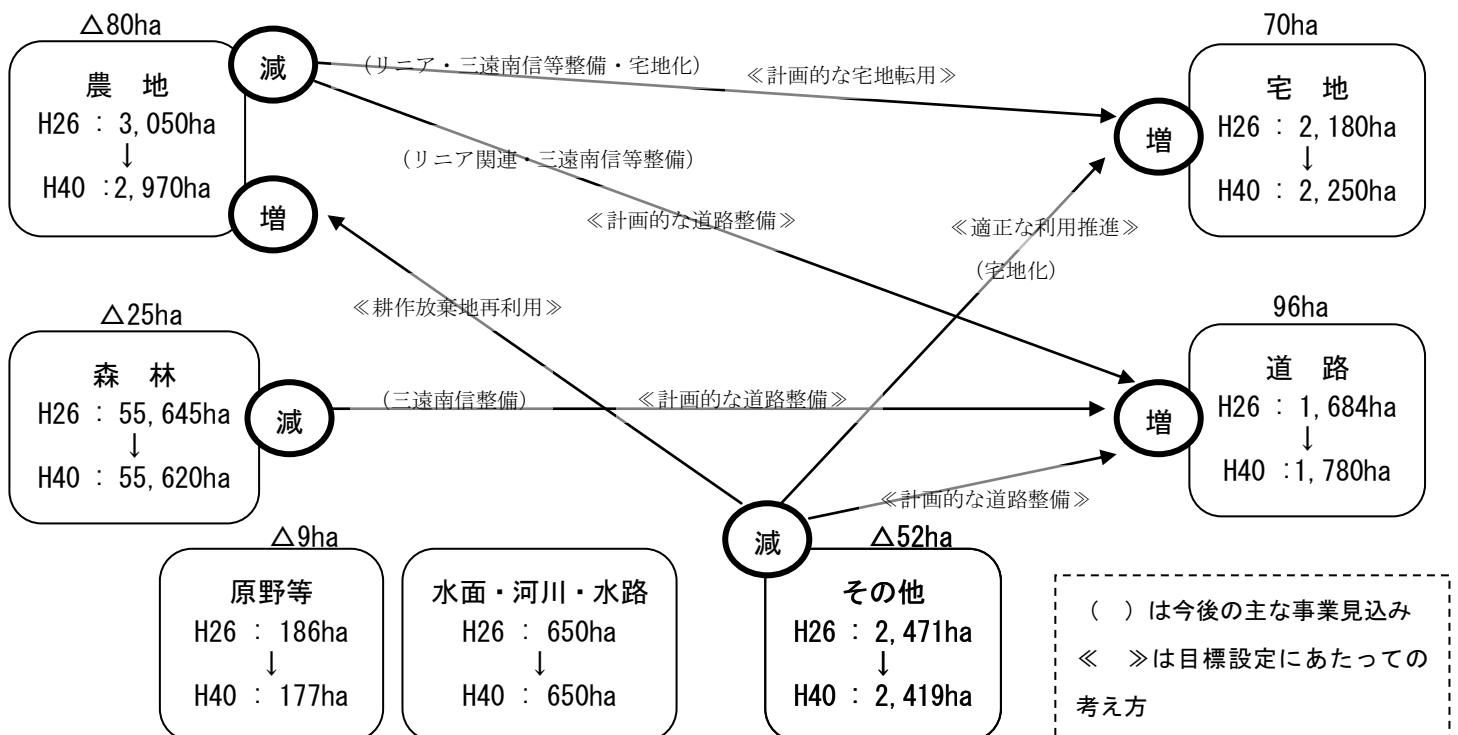 △80ha
農　地
H26 : 3,050ha
↓
H40 :2,970ha
減
増
(リニア・三遠南信等整備・宅地化)
≪計画的な宅地転用≫
(リニア関連・三遠南信等整備)
≪計画的な道路整備≫
70ha
増
宅　地
H26 : 2,180ha
↓
H40 : 2,250ha
≪適正な利用推進≫
(宅地化)
≪耕作放棄地再利用≫
△25ha
森　林
H26 : 55,645ha
↓
H40 : 55,620ha
減
(三遠南信整備)
≪計画的な道路整備≫
96ha
増
道　路
H26 : 1,684ha
↓
H40 :1,780ha
≪計画的な道路整備≫
△9ha
原野等
H26 : 186ha
↓
H40 : 177ha
水面・河川・水路
H26 : 650ha
↓
H40 : 650ha
減
△52ha
その他
H26 : 2,471ha
↓
H40 : 2,419ha
(　)は今後の主な事業見込み
≪　≫は目標設定にあたっての
考え方